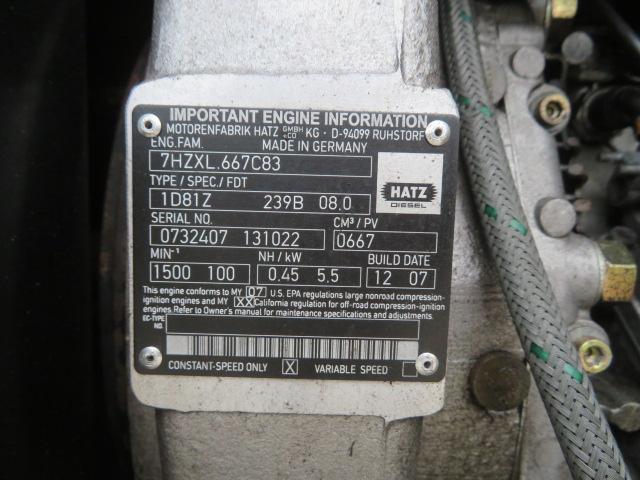 IMPORTANT ENGINE INFORMATION
MOTORENFABRIK HATZ GMBH +CO KG · D-94099 RUHSTORF
ENG.FAM. MADE IN GERMANY
7HZXL.667C83
TYPE / SPEC./ FDT
1D81Z 239B 08.0
HATZ
DIESEL
SERIAL NO. CM³/ PV
0732407 131022 0667
MIN⁻¹ NH / kW BUILD DATE
1500 100 0.45 5.5 12 07
This engine conforms to MY 07 U.S. EPA regulations large nonroad compression-
ignition engines and MY XX California regulation for off-road compression-ignition
engines. Refer to Owner's manual for maintenance specifications and adjustments.
EC-TYPE
NO.
CONSTANT-SPEED ONLY X VARIABLE SPEED